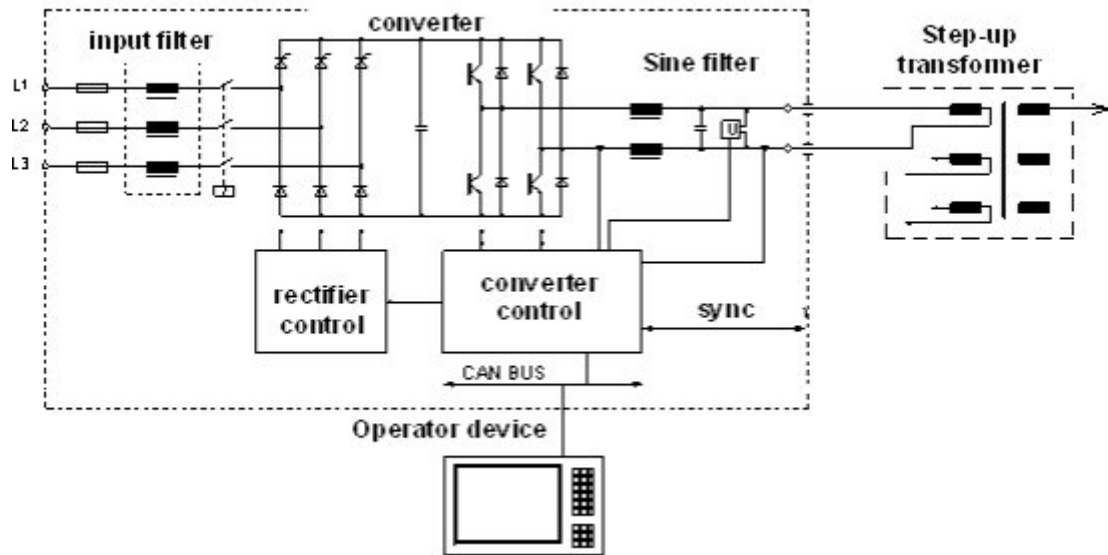 converter
input filter
Step-up
transformer
Sine filter
L1
L2
L3
U
rectifier
control
converter
control
sync
CAN BUS
Operator device